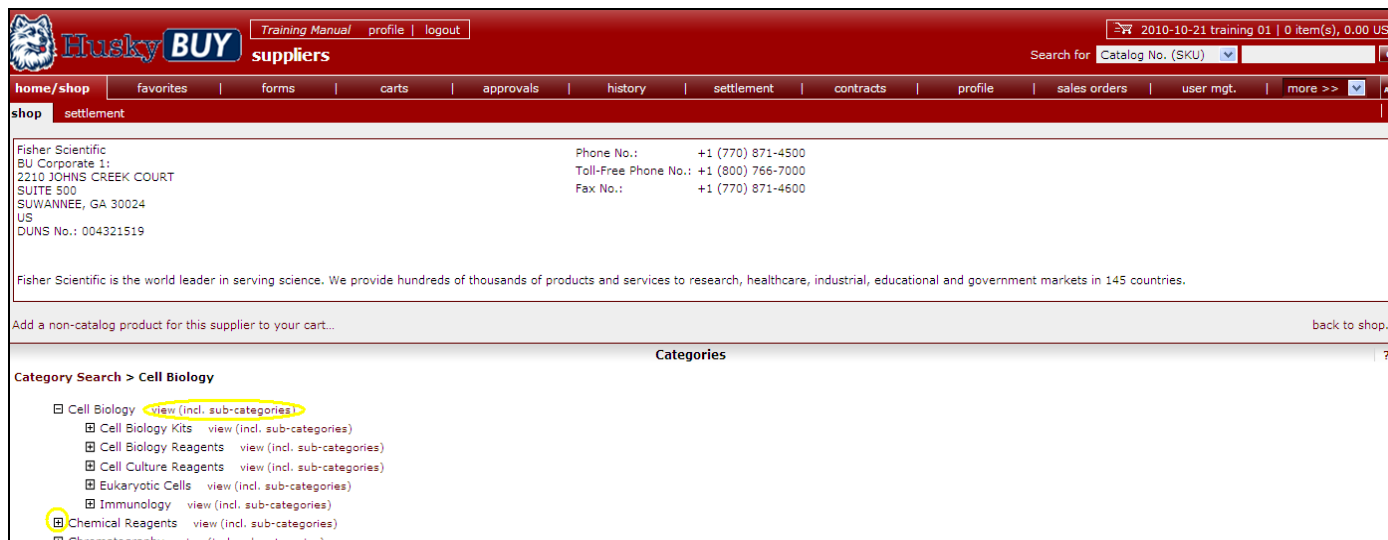 Husky BUY
Training Manual profile | logout
suppliers
2010-10-21 training 01 | 0 item(s), 0.00 US
Search for Catalog No. (SKU)
home/shop favorites | forms | carts | approvals | history | settlement | contracts | profile | sales orders | user mgt. | more >>
shop settlement
Fisher Scientific
BU Corporate 1:
2210 JOHNS CREEK COURT
SUITE 500
SUWANNEE, GA 30024
US
DUNS No.: 004321519
Phone No.: +1 (770) 871-4500
Toll-Free Phone No.: +1 (800) 766-7000
Fax No.: +1 (770) 871-4600
Fisher Scientific is the world leader in serving science. We provide hundreds of thousands of products and services to research, healthcare, industrial, educational and government markets in 145 countries.
Add a non-catalog product for this supplier to your cart... back to shop.
Categories ?
Category Search > Cell Biology
Cell Biology view (incl. sub-categories)
Cell Biology Kits view (incl. sub-categories)
Cell Biology Reagents view (incl. sub-categories)
Cell Culture Reagents view (incl. sub-categories)
Eukaryotic Cells view (incl. sub-categories)
Immunology view (incl. sub-categories)
Chemical Reagents view (incl. sub-categories)